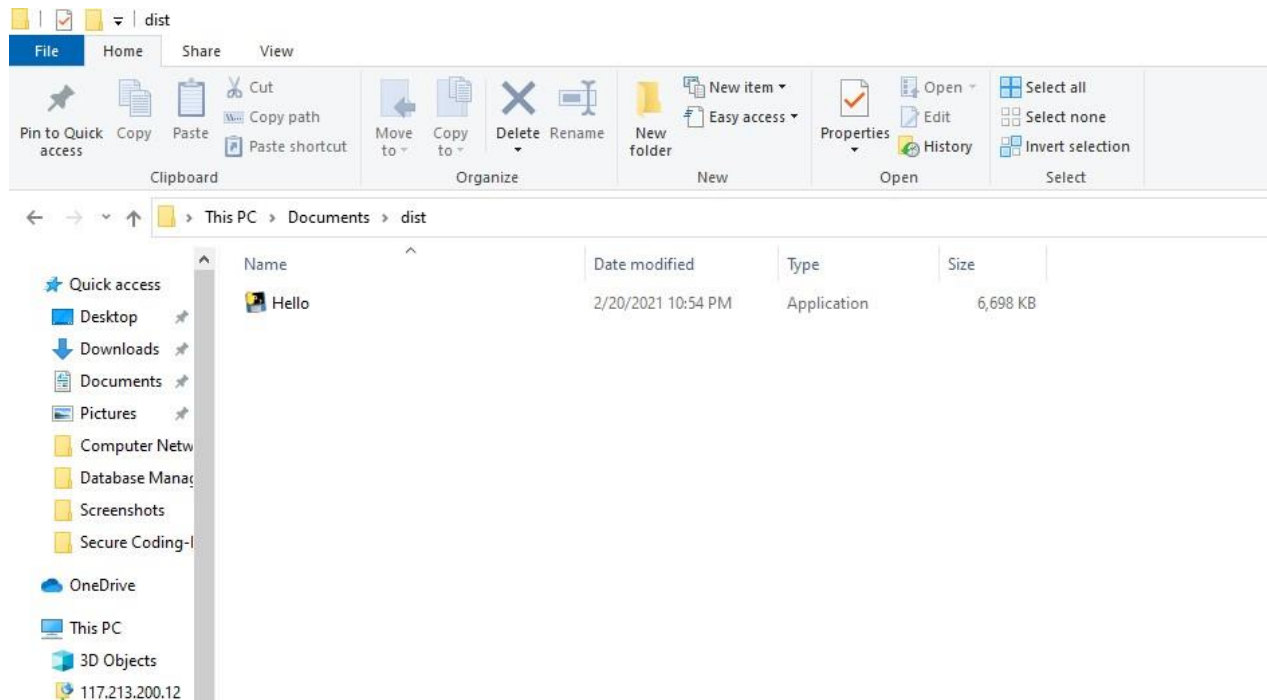 dist
File Home Share View
Pin to Quick access Copy Paste Cut Copy path Paste shortcut Move to Copy to Delete Rename New folder New item Easy access Properties Open Edit History Select all Select none Invert selection
Clipboard Organize New Open Select
This PC > Documents > dist
Name Date modified Type Size
Hello 2/20/2021 10:54 PM Application 6,698 KB
Quick access
Desktop
Downloads
Documents
Pictures
Computer Netw
Database Manag
Screenshots
Secure Coding-
OneDrive
This PC
3D Objects
117.213.200.12